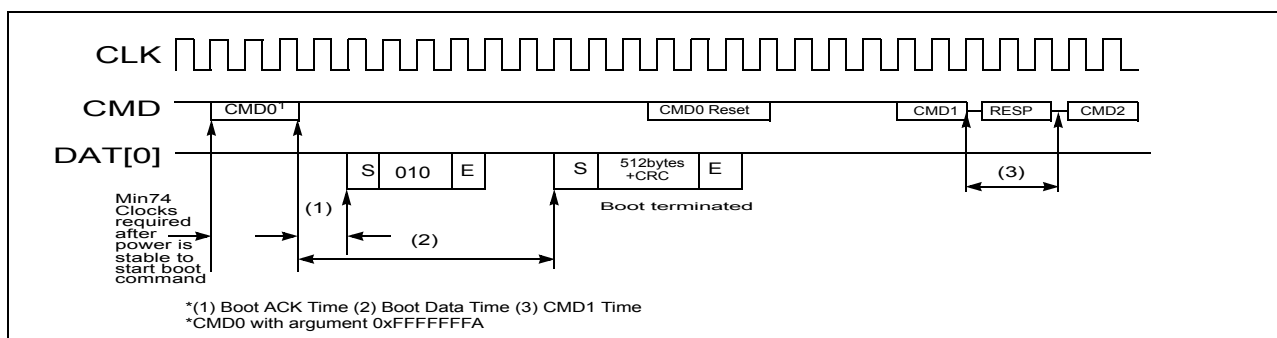 CLK
CMD
CMD0¹
CMD0 Reset
CMD1
RESP
CMD2
DAT[0]
S
010
E
S
512bytes
+CRC
E
(3)
Min74
Clocks
required
after
power is
stable to
start boot
command
(1)
(2)
Boot terminated
*(1) Boot ACK Time (2) Boot Data Time (3) CMD1 Time
*CMD0 with argument 0xFFFFFFFA